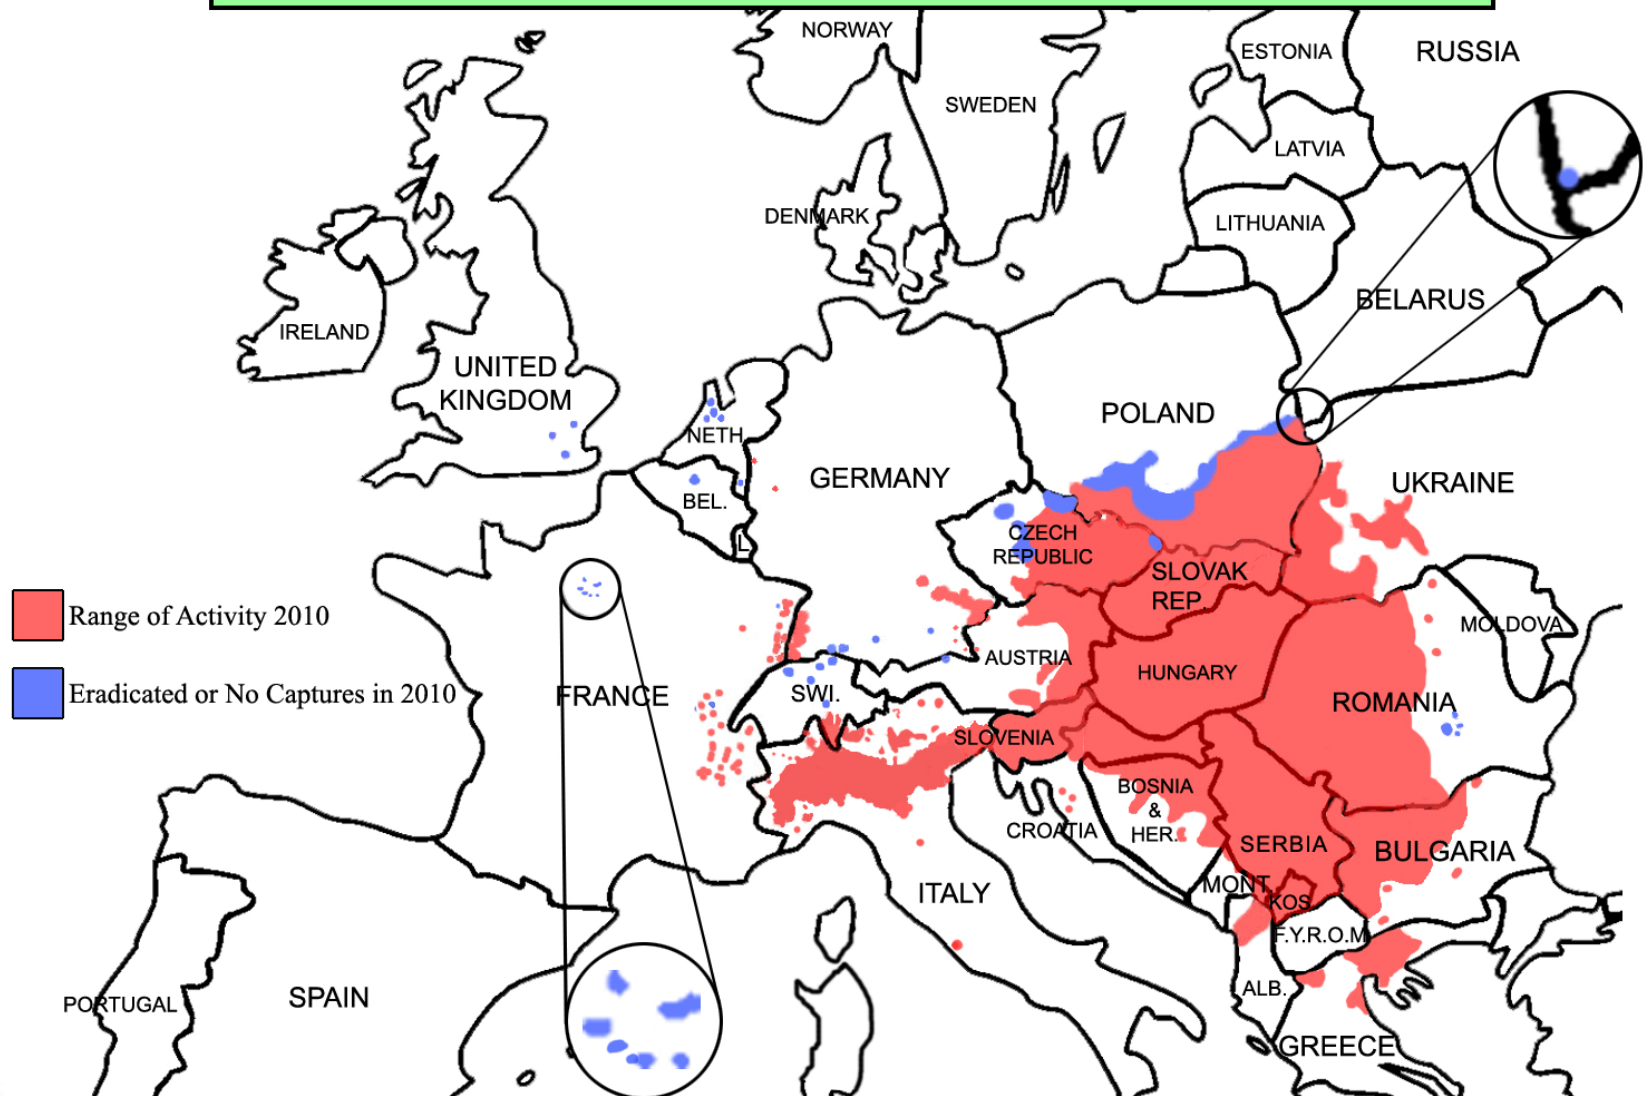 NORWAY
ESTONIA
RUSSIA
SWEDEN
LATVIA
DENMARK
LITHUANIA
BELARUS
IRELAND
UNITED
KINGDOM
POLAND
NETH.
GERMANY
UKRAINE
BEL.
L
CZECH
REPUBLIC
SLOVAK
REP.
Range of Activity 2010
MOLDOVA
AUSTRIA
HUNGARY
Eradicated or No Captures in 2010
FRANCE
SWI.
ROMANIA
SLOVENIA
BOSNIA
&
HER.
CROATIA
SERBIA
BULGARIA
ITALY
MONT.
KOS.
F.Y.R.O.M
PORTUGAL
SPAIN
ALB.
GREECE